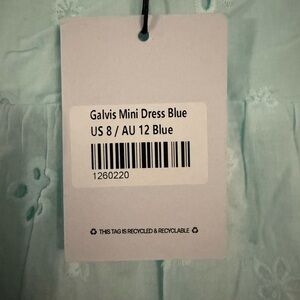 Galvis Mini Dress Blue
US 8 / AU 12 Blue
1260220
♻ THIS TAG IS RECYCLED & RECYCLABLE ♻